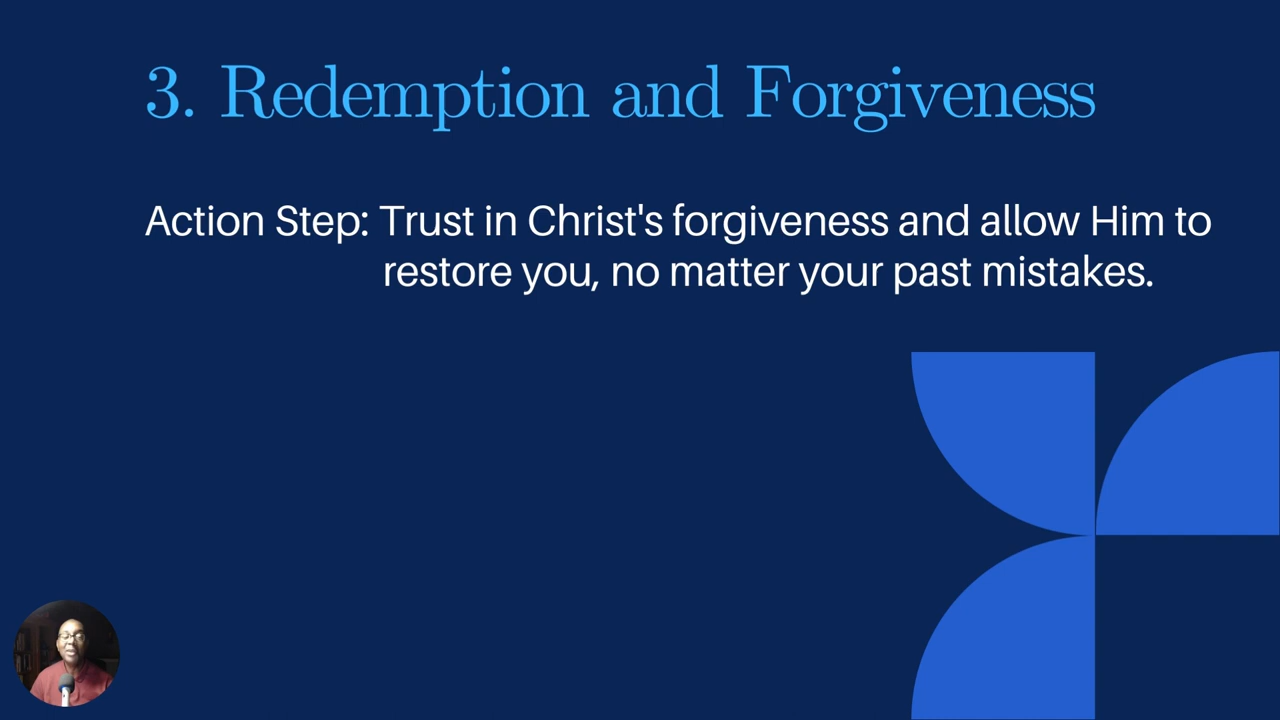 3. Redemption and Forgiveness
Action Step: Trust in Christ's forgiveness and allow Him to
restore you, no matter your past mistakes.